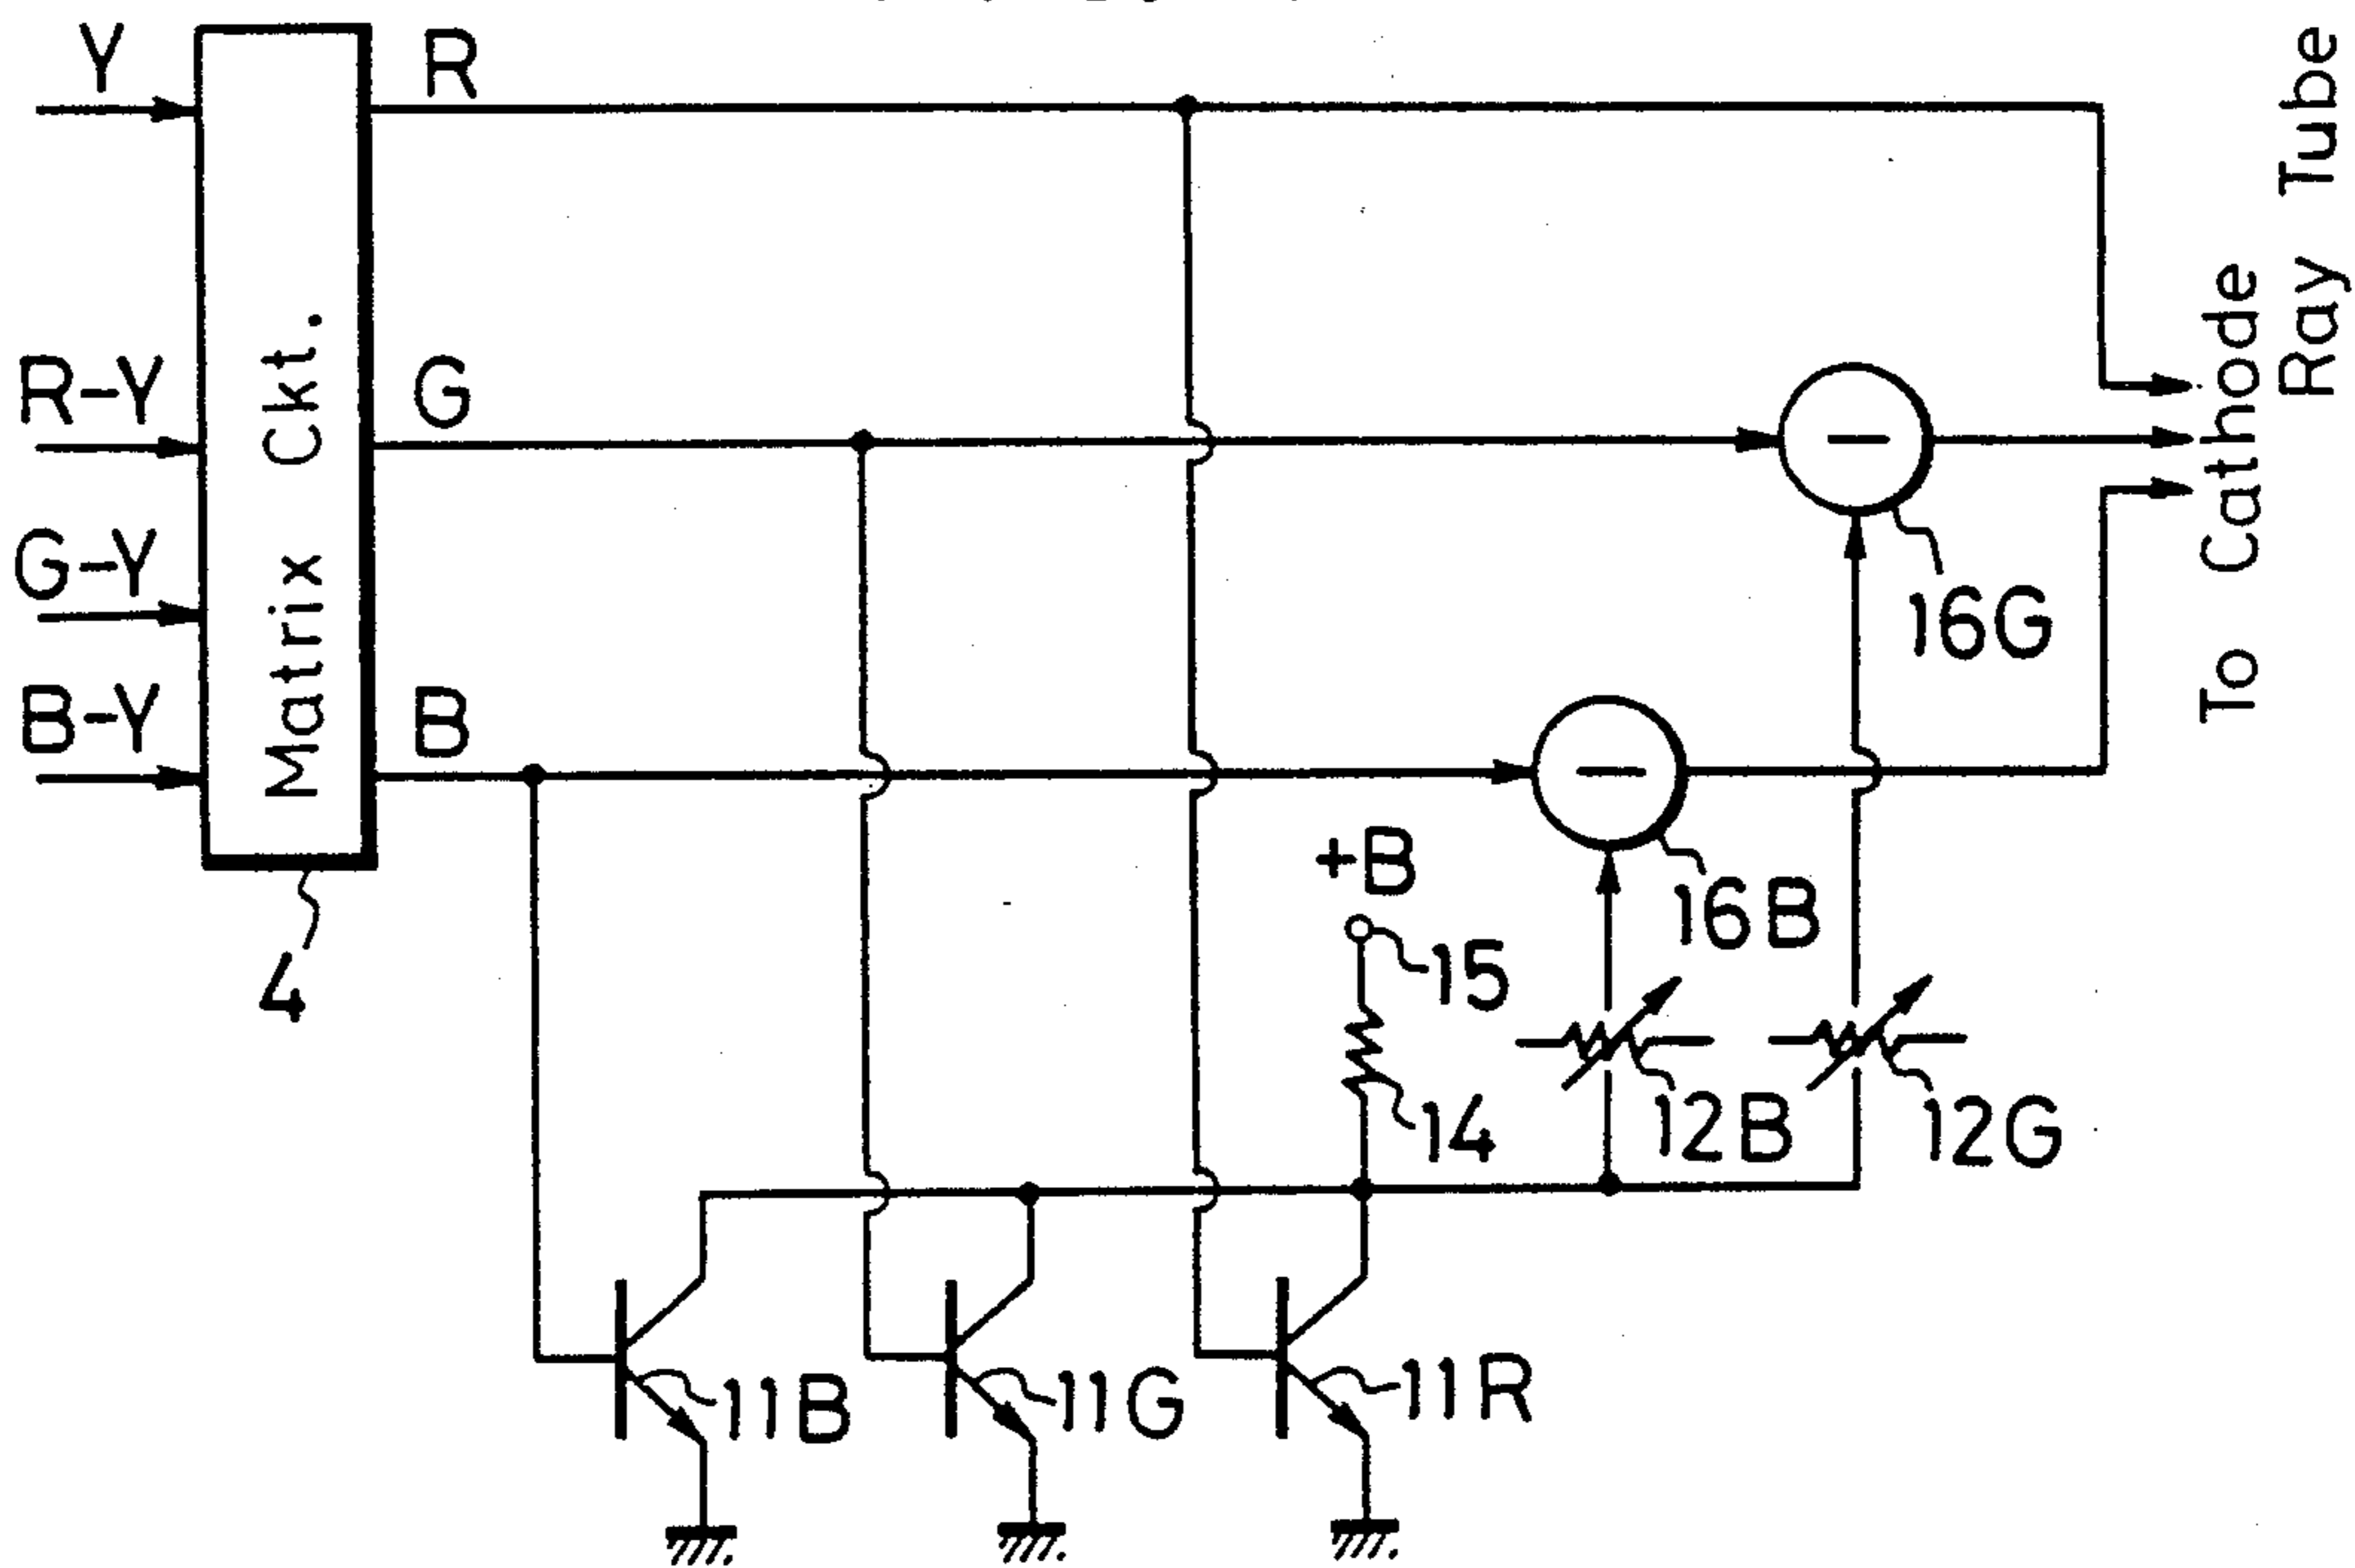 Y
R
R-Y
G
G-Y
B-Y
B
Matrix Ckt.
4
+B
15
14
16B
16G
12B
12G
11B
11G
11R
To Cathode
Ray Tube